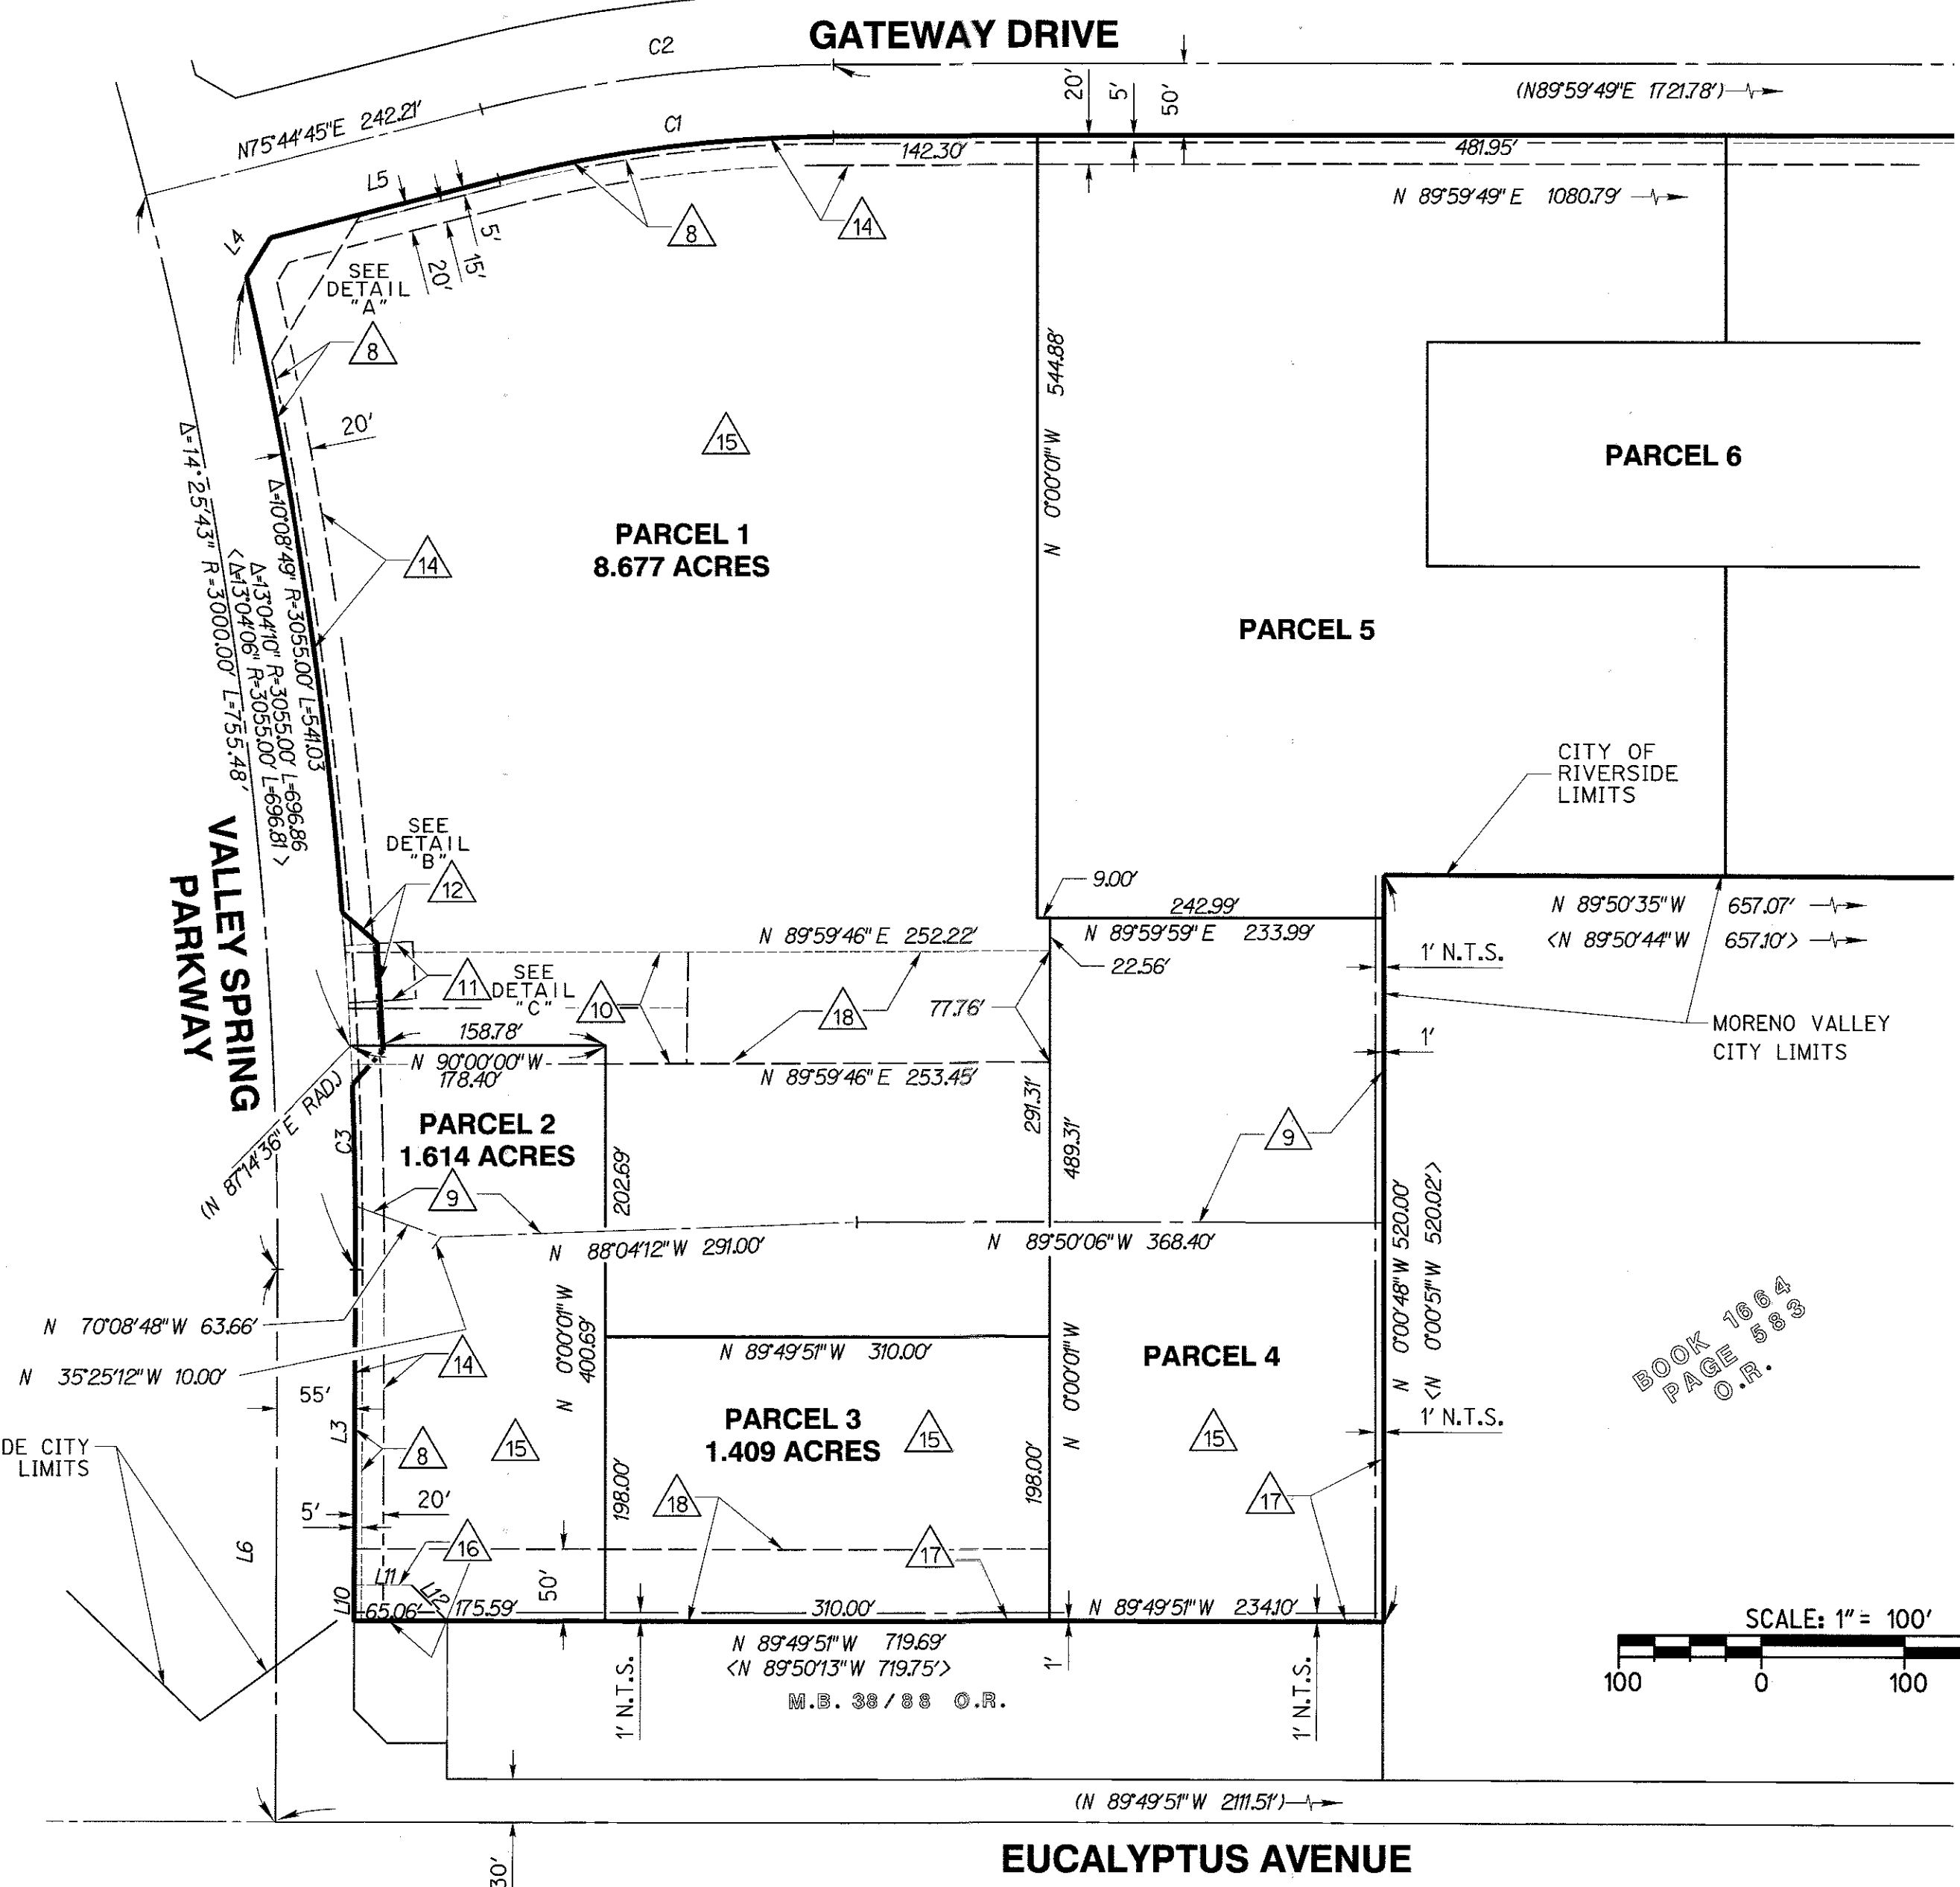 GATEWAY DRIVE
C2
N75°44'45"E 242.21'
C1
20'
5'
50'
(N89°59'49"E 1721.78')
142.30'
481.95'
N 89°59'49" E 1080.79'
L5
L4
5'
15'
20'
8
14
SEE
DETAIL
"A"
8
20'
15
N 0°00'01" W 544.88'
PARCEL 6
PARCEL 1
8.677 ACRES
14
PARCEL 5
Δ=10°08'49" R=3055.00' L=541.03
Δ=13°04'10" R=3055.00' L=696.86
<Δ=13°04'06" R=3055.00' L=696.81'>
Δ=14°25'43" R=3000.00' L=755.48'
VALLEY SPRING
PARKWAY
CITY OF
RIVERSIDE
LIMITS
SEE
DETAIL
"B"
12
9.00'
242.99'
N 89°59'46" E 252.22'
N 89°59'59" E 233.99'
22.56'
N 89°50'35" W 657.07'
<N 89°50'44" W 657.10'>
1' N.T.S.
11
SEE
DETAIL
"C"
10
18
77.76'
158.78'
N 90°00'00" W
178.40'
N 89°59'46" E 253.45'
1'
MORENO VALLEY
CITY LIMITS
(N 87°14'36" E RAD)
C3
PARCEL 2
1.614 ACRES
9
202.69'
291.31'
489.31'
9
N 88°04'12" W 291.00'
N 89°50'06" W 368.40'
N 0°00'48" W 520.00'
<N 0°00'51" W 520.02'>
N 70°08'48" W 63.66'
N 35°25'12" W 10.00'
14
N 0°00'01" W
400.69'
N 89°49'51" W 310.00'
N 0°00'01" W
PARCEL 4
BOOK 1664
PAGE 583
O.R.
55'
L3
8
15
PARCEL 3
1.409 ACRES
15
15
1' N.T.S.
DE CITY
LIMITS
198.00'
18
198.00'
17
5'
20'
16
17
L6
L11
L12
L10
50'
65.06'
175.59'
310.00'
N 89°49'51" W 234.10'
N 89°49'51" W 719.69'
<N 89°50'13" W 719.75'>
M.B. 38/88 O.R.
1' N.T.S.
1'
1' N.T.S.
SCALE: 1" = 100'
100
0
100
(N 89°49'51" W 2111.51')
EUCALYPTUS AVENUE
30'